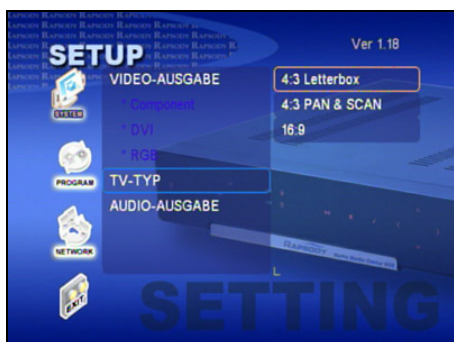 SETUP
Ver 1.18
VIDEO-AUSGABE
* Component
* DVI
* RGB
TV-TYP
AUDIO-AUSGABE
4:3 Letterbox
4:3 PAN & SCAN
16:9
SYSTEM
PROGRAM
NETWORK
EXIT
RAPSODY
SETTING